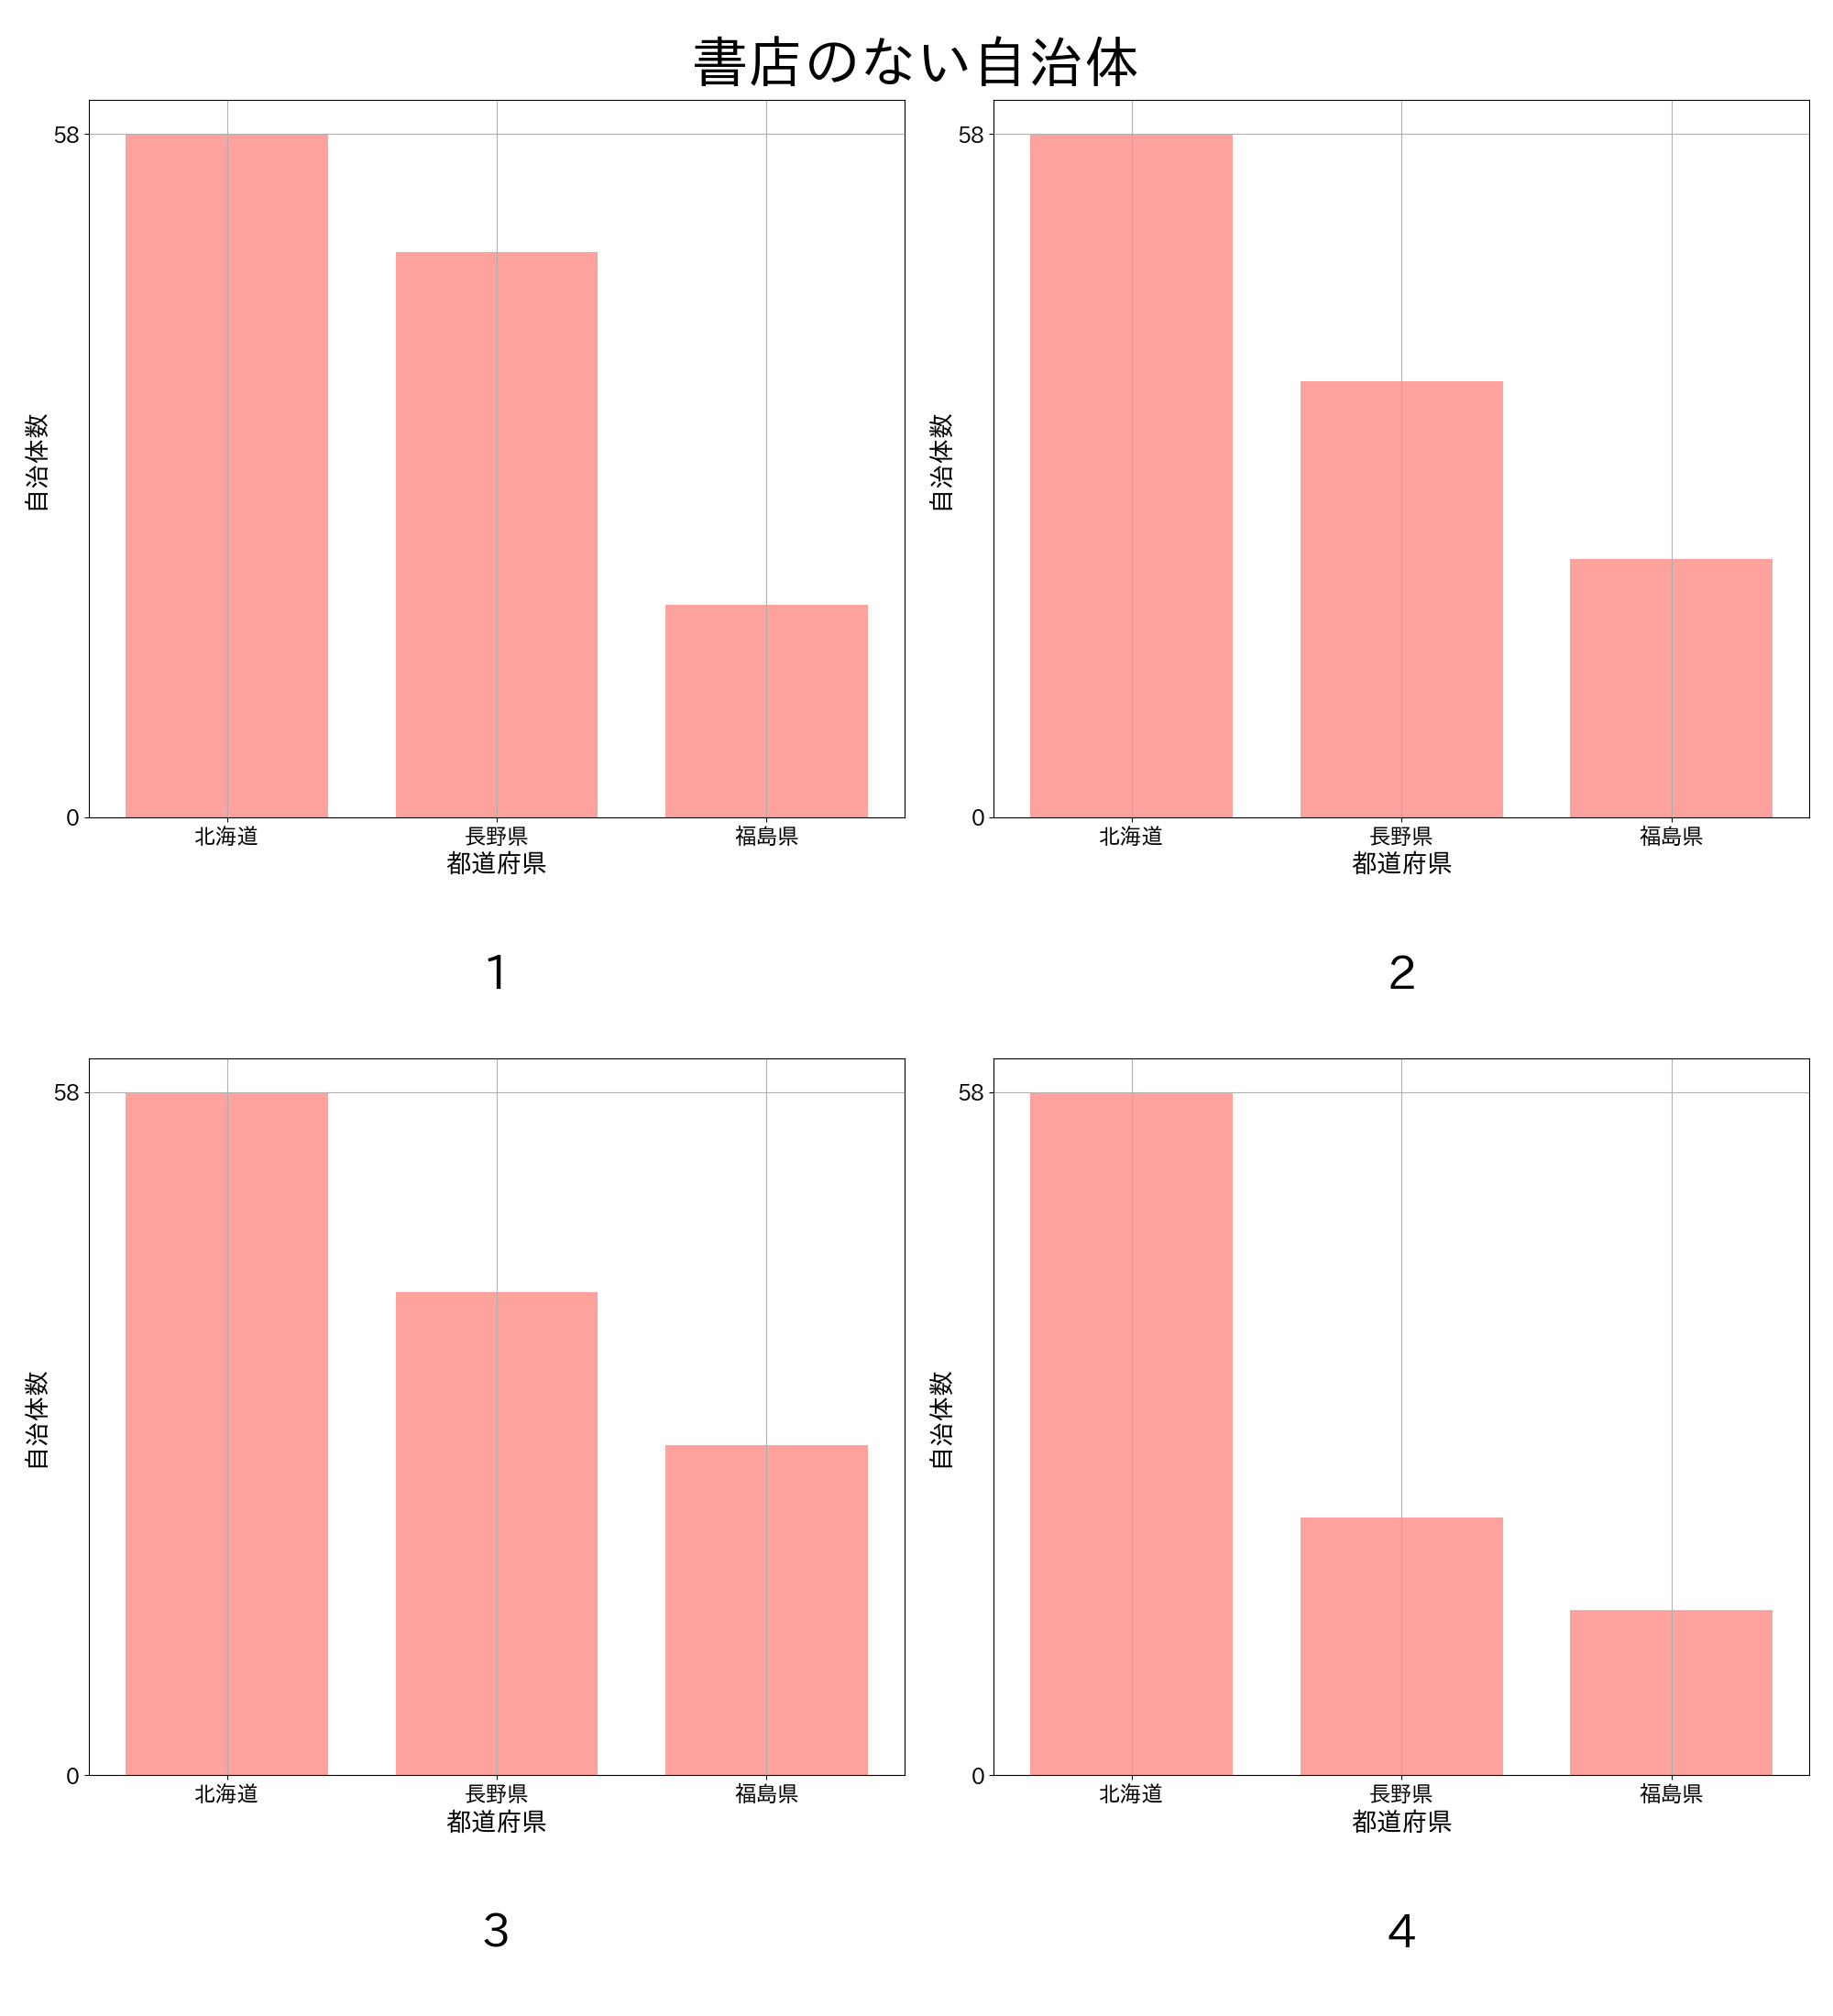 書店のない自治体
58
0
自治体数
北海道 長野県 福島県
都道府県
1
58
0
自治体数
北海道 長野県 福島県
都道府県
2
58
0
自治体数
北海道 長野県 福島県
都道府県
3
58
0
自治体数
北海道 長野県 福島県
都道府県
4